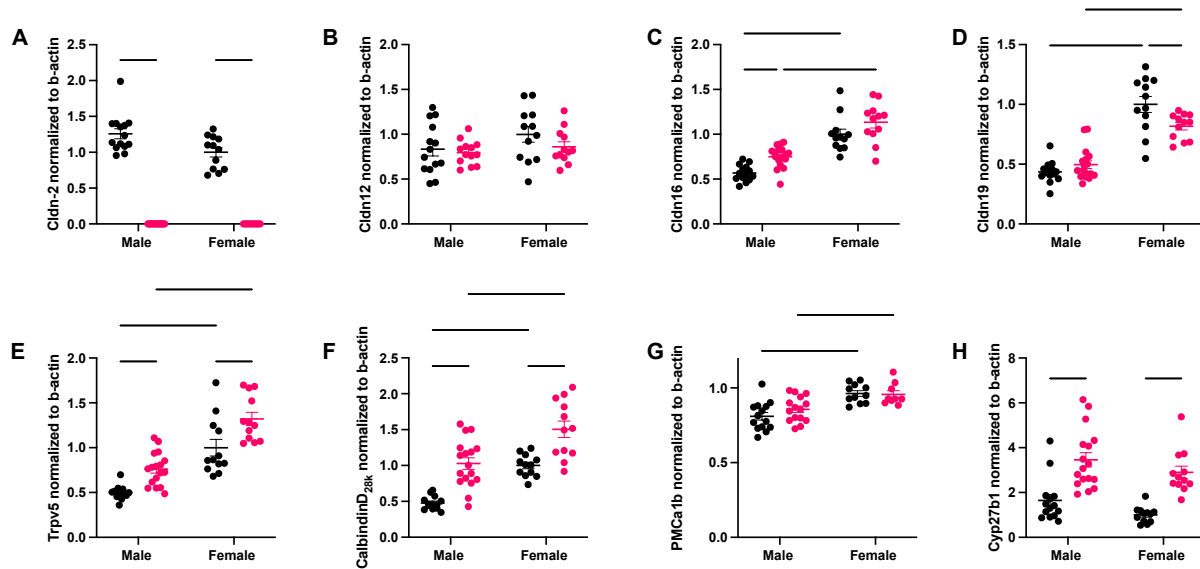 A
Cldn-2 normalized to b-actin
2.5
2.0
1.5
1.0
0.5
0.0
Male
Female
B
Cldn12 normalized to b-actin
2.0
1.5
1.0
0.5
0.0
Male
Female
C
Cldn16 normalized to b-actin
2.0
1.5
1.0
0.5
0.0
Male
Female
D
Cldn19 normalized to b-actin
1.5
1.0
0.5
0.0
Male
Female
E
Trpv5 normalized to b-actin
2.0
1.5
1.0
0.5
0.0
Male
Female
F
CalbindinD28k normalized to b-actin
2.5
2.0
1.5
1.0
0.5
0.0
Male
Female
G
PMCa1b normalized to b-actin
1.0
0.5
0.0
Male
Female
H
Cyp27b1 normalized to b-actin
8
6
4
2
0
Male
Female